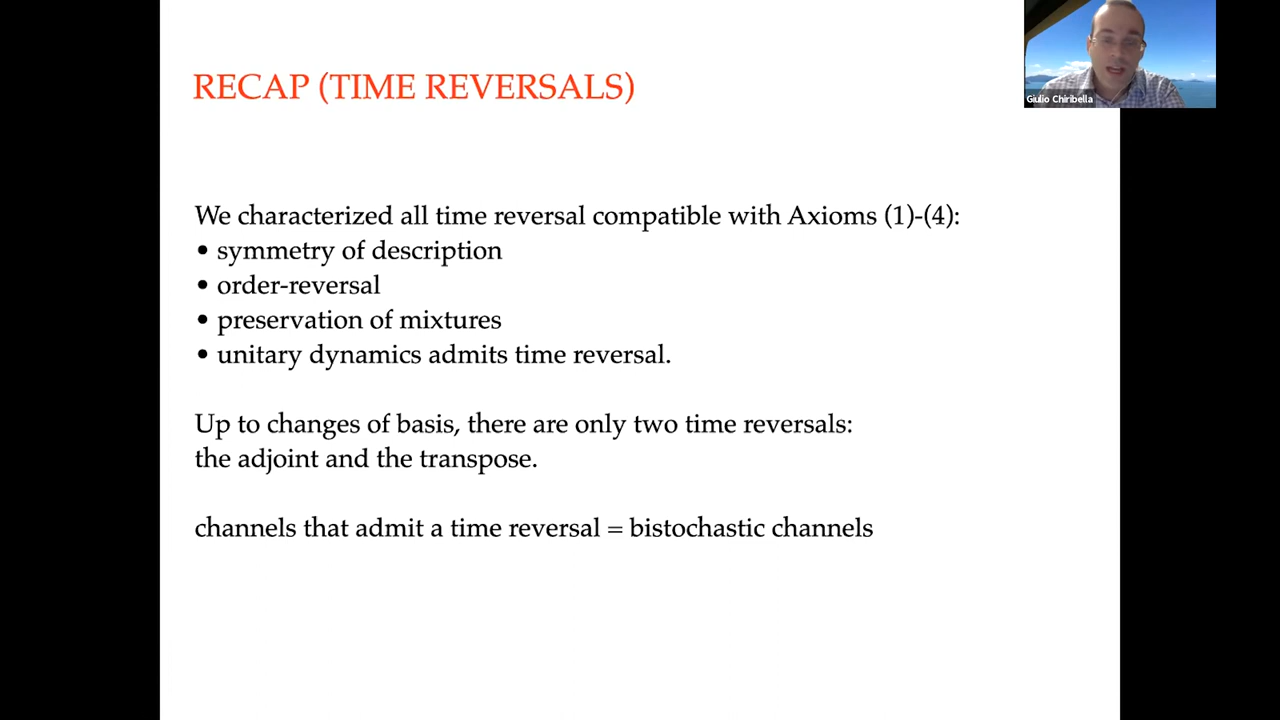 RECAP (TIME REVERSALS)
Giulio Chiribella
We characterized all time reversal compatible with Axioms (1)-(4):
• symmetry of description
• order-reversal
• preservation of mixtures
• unitary dynamics admits time reversal.
Up to changes of basis, there are only two time reversals:
the adjoint and the transpose.
channels that admit a time reversal = bistochastic channels